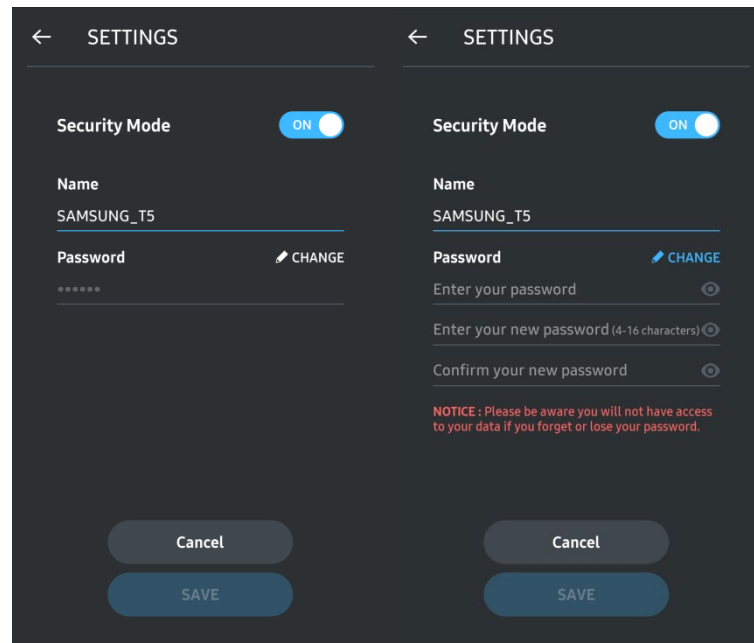 SETTINGS
Security Mode
ON
Name
SAMSUNG_T5
Password
CHANGE
••••••
Cancel
SAVE
SETTINGS
Security Mode
ON
Name
SAMSUNG_T5
Password
CHANGE
Enter your password
Enter your new password (4-16 characters)
Confirm your new password
NOTICE : Please be aware you will not have access
to your data if you forget or lose your password.
Cancel
SAVE